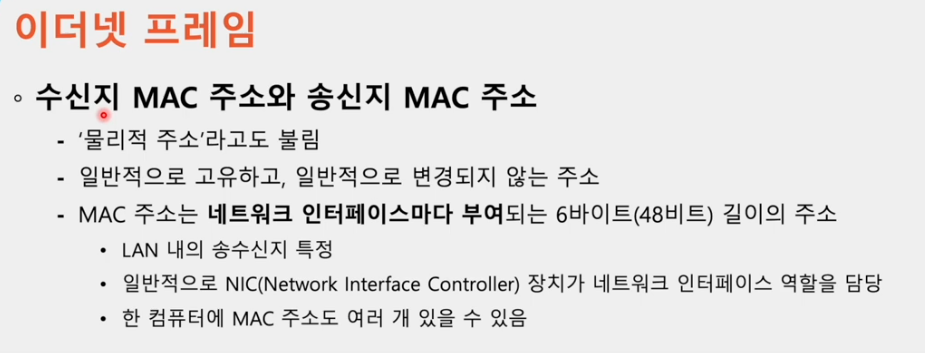 이더넷 프레임
◦ 수신지 MAC 주소와 송신지 MAC 주소
- '물리적 주소'라고도 불림
- 일반적으로 고유하고, 일반적으로 변경되지 않는 주소
- MAC 주소는 네트워크 인터페이스마다 부여되는 6바이트(48비트) 길이의 주소
• LAN 내의 송수신지 특정
• 일반적으로 NIC(Network Interface Controller) 장치가 네트워크 인터페이스 역할을 담당
• 한 컴퓨터에 MAC 주소도 여러 개 있을 수 있음